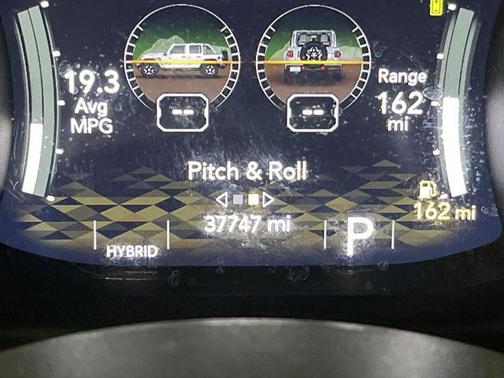 19.3
Avg
MPG
Range
162
mi
--
--
Pitch & Roll
37747 mi
162 mi
HYBRID
P